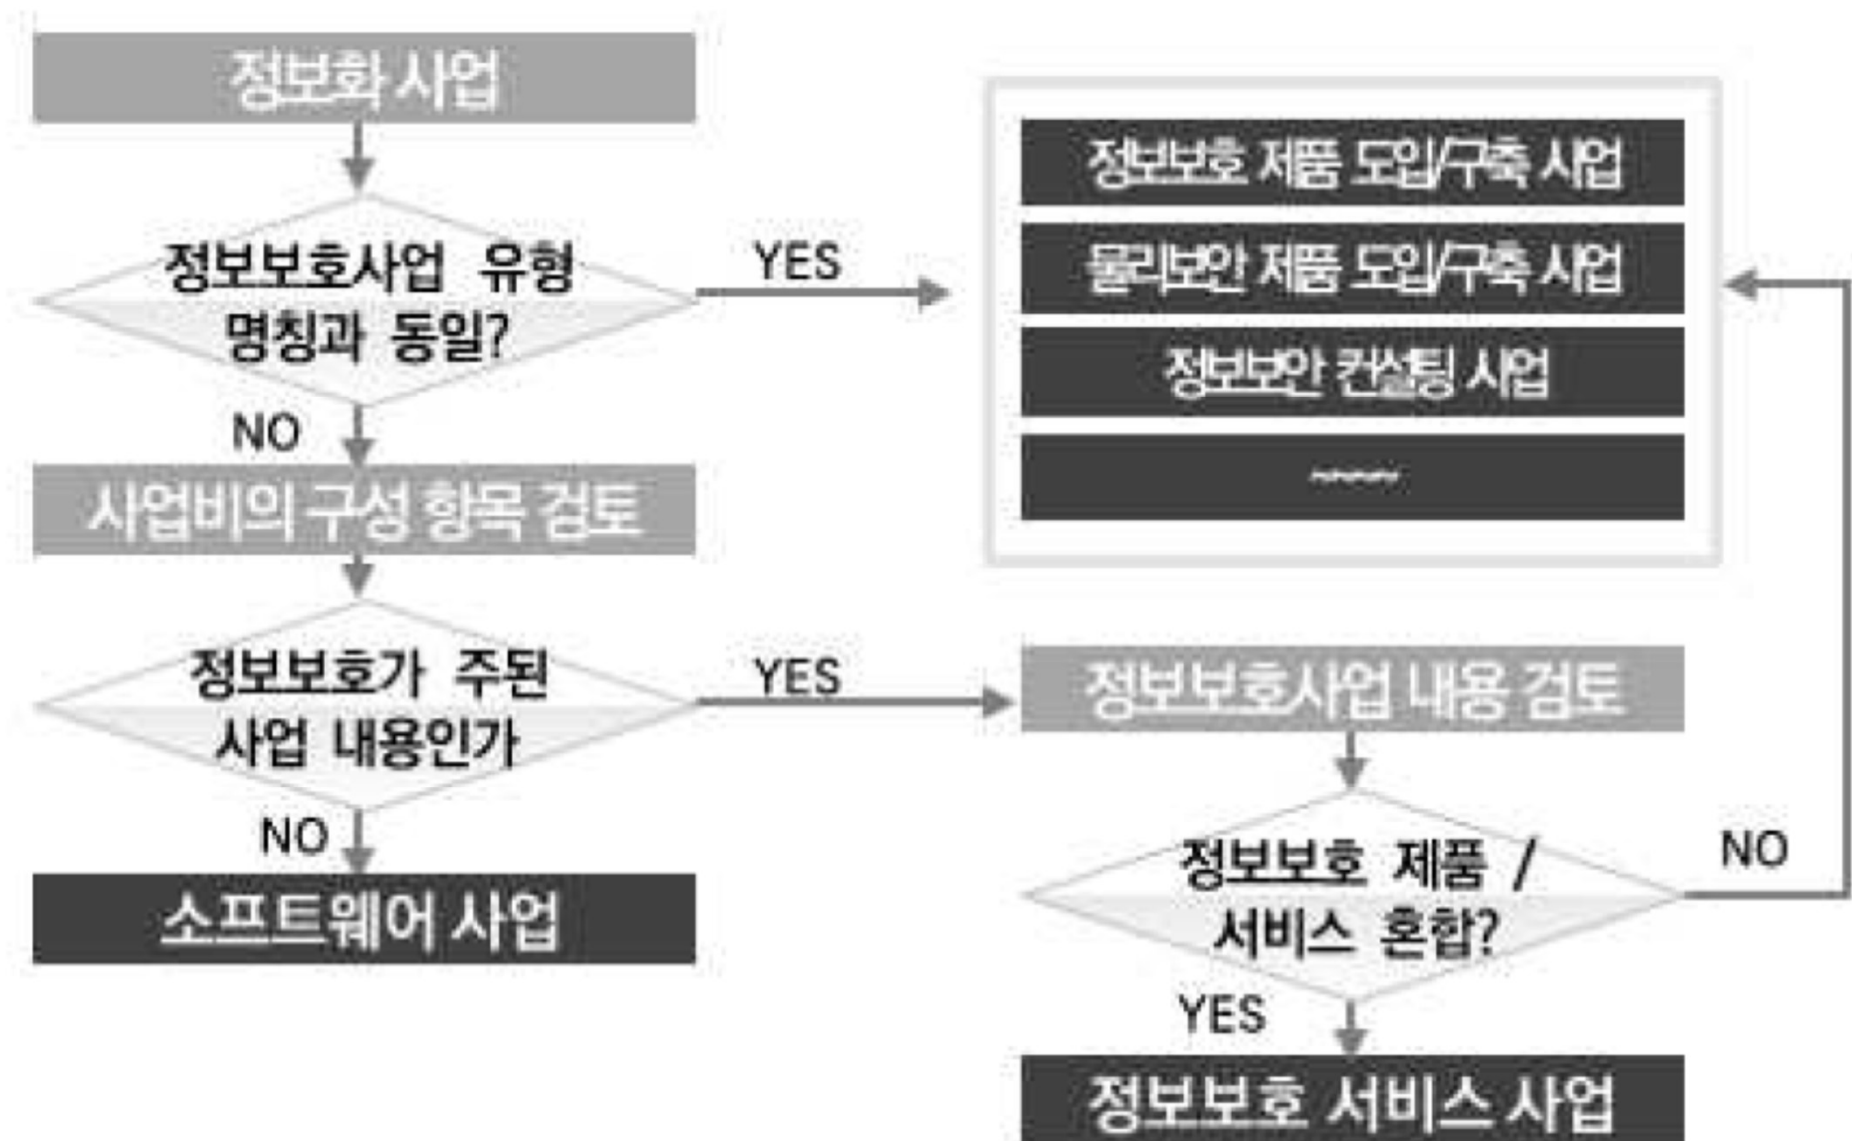 정보화 사업
정보보호사업 유형
명칭과 동일?
YES
NO
정보보호 제품 도입/구축 사업
물리보안 제품 도입/구축 사업
정보보안 컨설팅 사업
~~~~~
사업비의 구성 항목 검토
정보보호가 주된
사업 내용인가
YES
NO
소프트웨어 사업
정보보호사업 내용 검토
정보보호 제품 /
서비스 혼합?
NO
YES
정보보호 서비스 사업